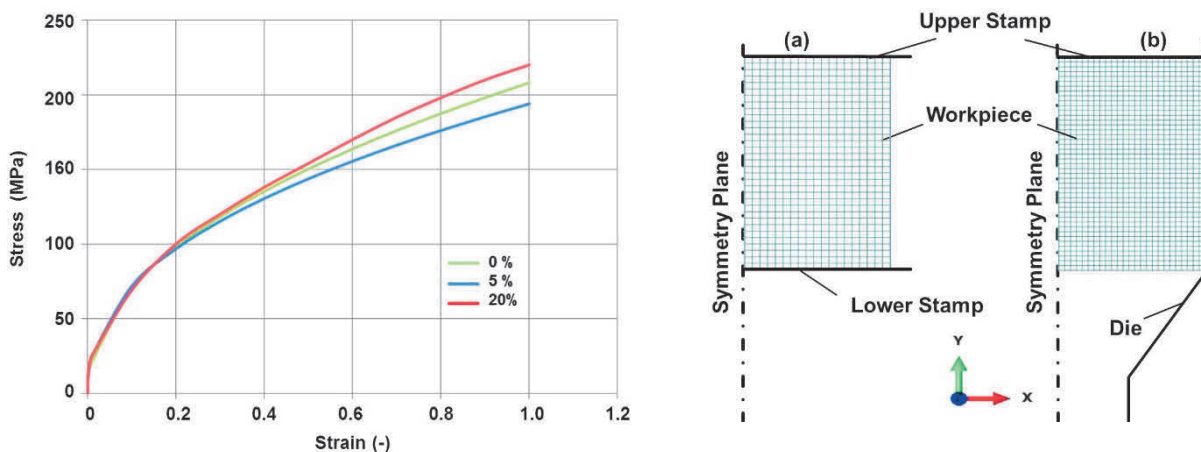 250
200
160
100
50
0
Stress (MPa)
0 %
5 %
20%
0 0.2 0.4 0.6 0.8 1.0 1.2
Strain (-)
Upper Stamp
(a) (b)
Workpiece
Symmetry Plane
Symmetry Plane
Lower Stamp
Die
Y
X